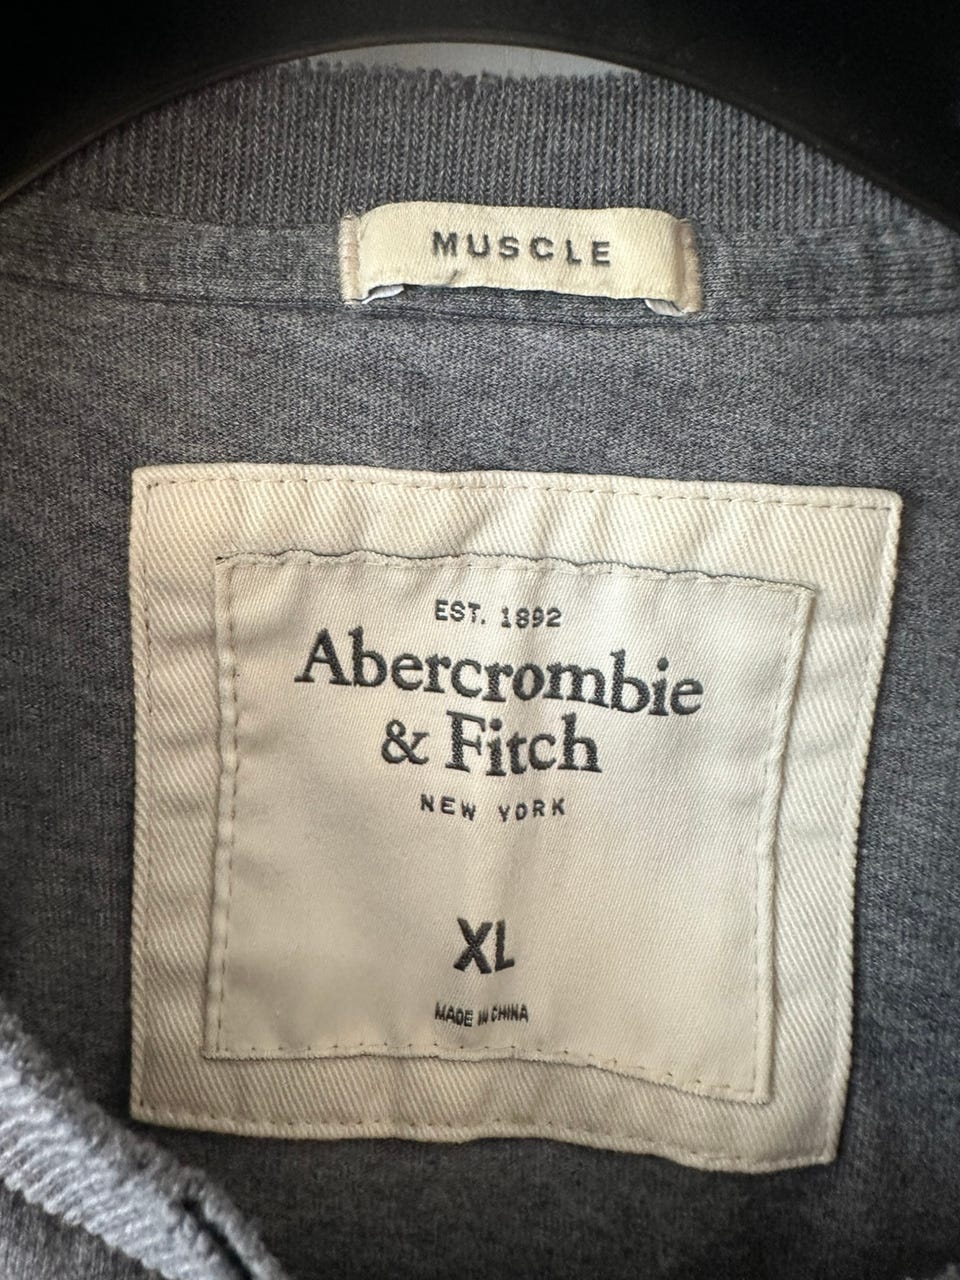 MUSCLE
EST. 1892
Abercrombie
& Fitch
NEW YORK
XL
MADE IN CHINA